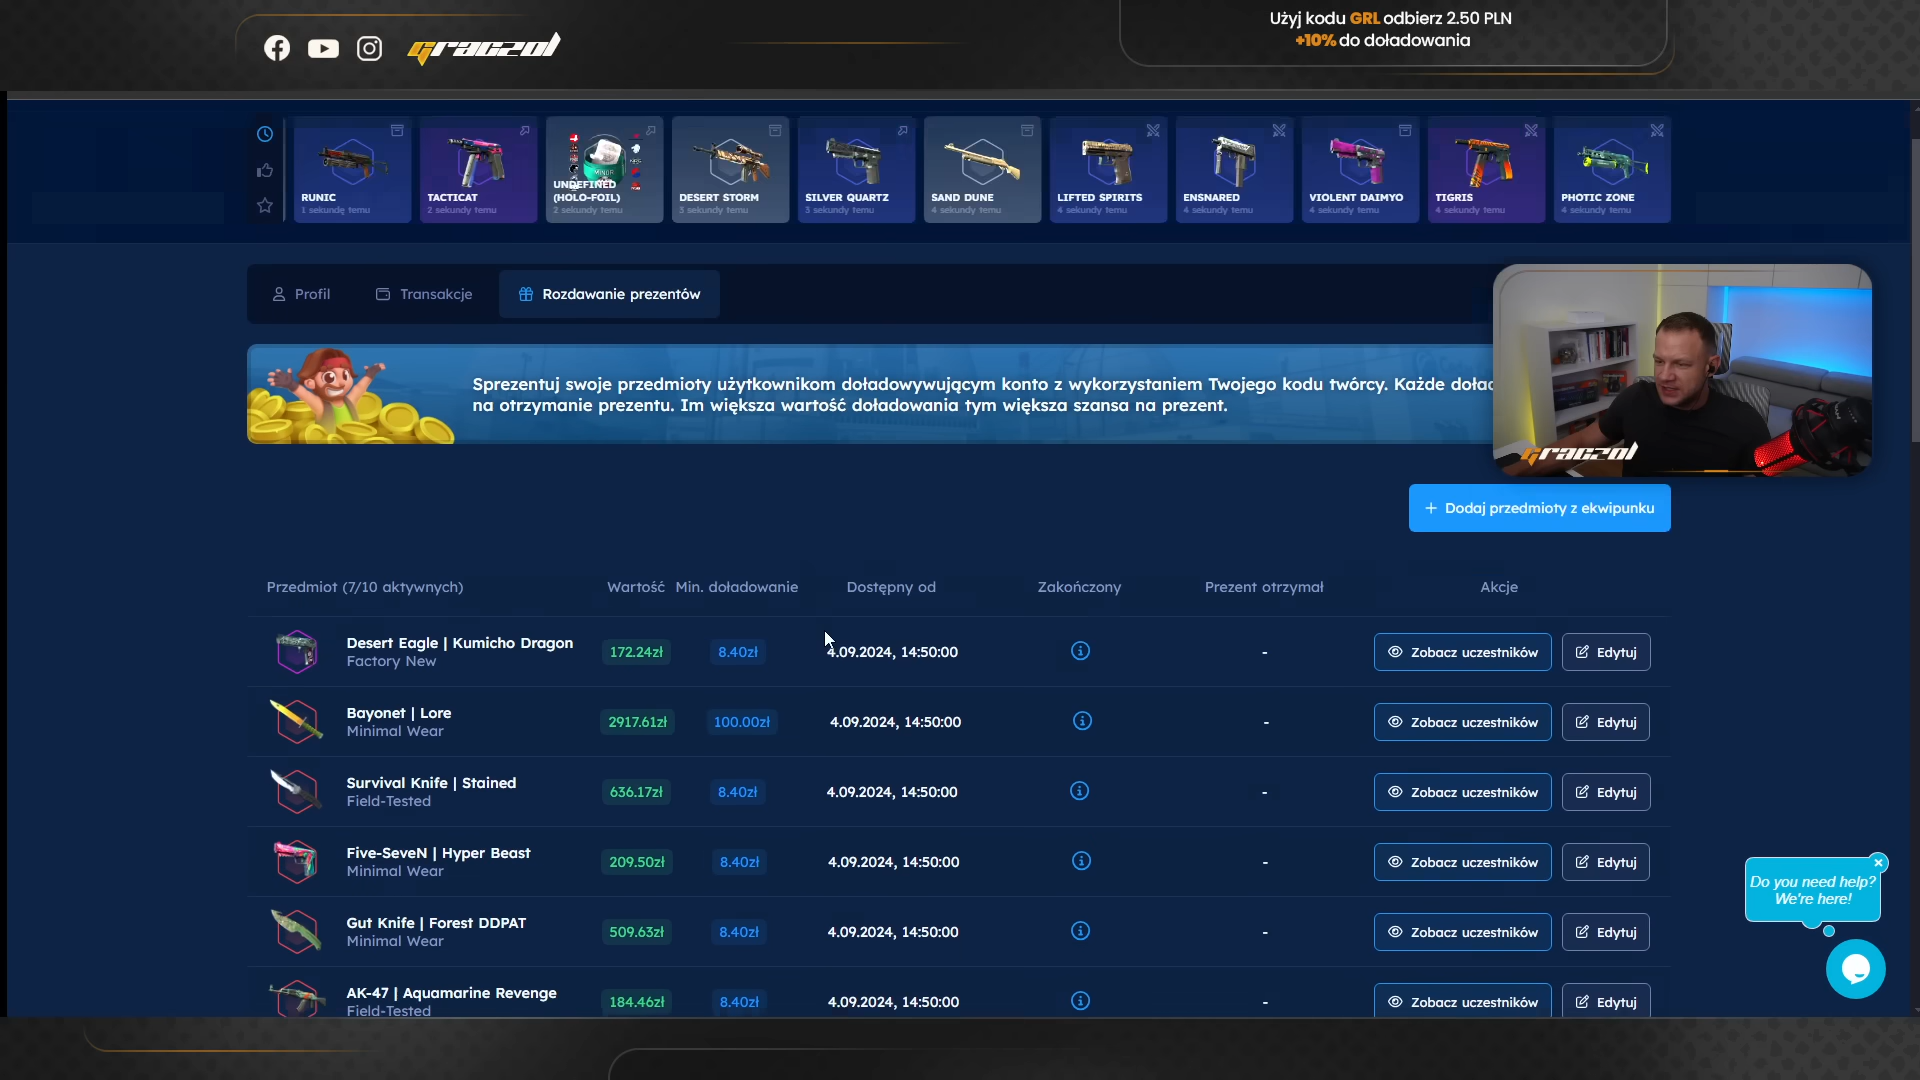 graczol
Użyj kodu GRL odbierz 2.50 PLN
+10% do doładowania
RUNIC
1 sekundę temu
TACTICAT
2 sekundy temu
UNDEFINED
(HOLO-FOIL)
2 sekundy temu
DESERT STORM
3 sekundy temu
SILVER QUARTZ
3 sekundy temu
SAND DUNE
4 sekundy temu
LIFTED SPIRITS
4 sekundy temu
ENSNARED
4 sekundy temu
VIOLENT DAIMYO
4 sekundy temu
TIGRIS
4 sekundy temu
PHOTIC ZONE
4 sekundy temu
Profil
Transakcje
Rozdawanie prezentów
Sprezentuj swoje przedmioty użytkownikom doładowywującym konto z wykorzystaniem Twojego kodu twórcy. Każde doład
na otrzymanie prezentu. Im większa wartość doładowania tym większa szansa na prezent.
graczol
+ Dodaj przedmioty z ekwipunku
Przedmiot (7/10 aktywnych) Wartość Min. doładowanie Dostępny od Zakończony Prezent otrzymał Akcje
Desert Eagle | Kumicho Dragon
Factory New
172.24zł 8.40zł 4.09.2024, 14:50:00 - Zobacz uczestników Edytuj
Bayonet | Lore
Minimal Wear
2917.61zł 100.00zł 4.09.2024, 14:50:00 - Zobacz uczestników Edytuj
Survival Knife | Stained
Field-Tested
636.17zł 8.40zł 4.09.2024, 14:50:00 - Zobacz uczestników Edytuj
Five-SeveN | Hyper Beast
Minimal Wear
209.50zł 8.40zł 4.09.2024, 14:50:00 - Zobacz uczestników Edytuj
Gut Knife | Forest DDPAT
Minimal Wear
509.63zł 8.40zł 4.09.2024, 14:50:00 - Zobacz uczestników Edytuj
AK-47 | Aquamarine Revenge
Field-Tested
184.46zł 8.40zł 4.09.2024, 14:50:00 - Zobacz uczestników Edytuj
Do you need help?
We're here!